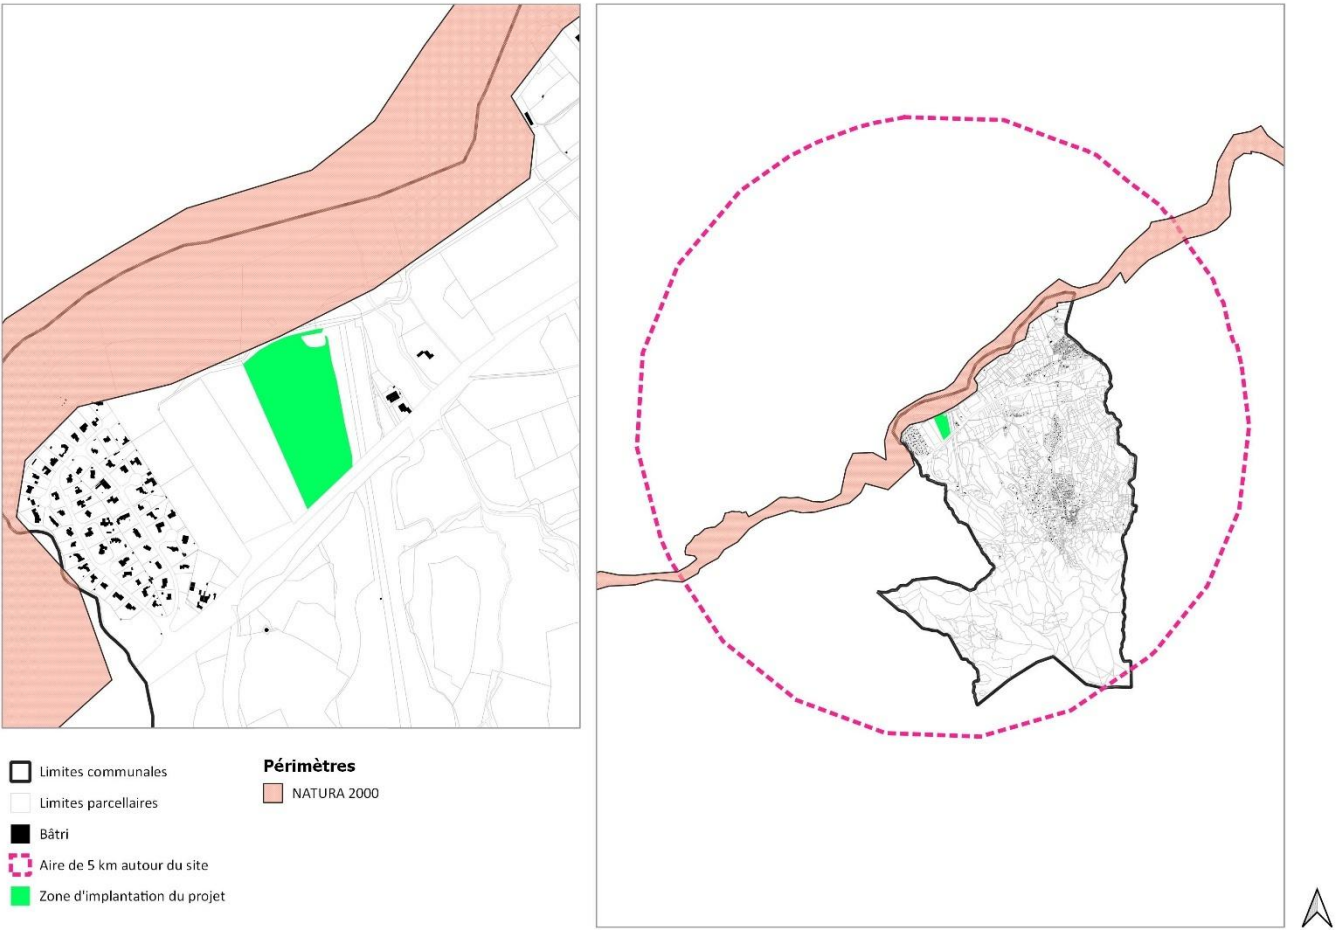 Limites communales
Limites parcellaires
Bâtri
Aire de 5 km autour du site
Zone d'implantation du projet
Périmètres
NATURA 2000